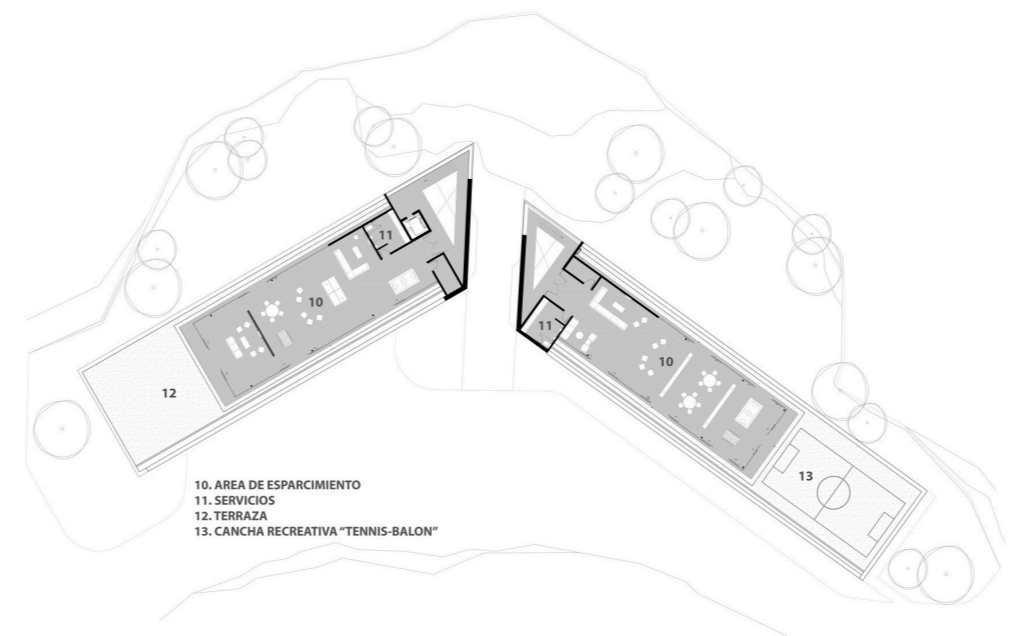 11
10
12
11
10
13
10. AREA DE ESPARCIMIENTO
11. SERVICIOS
12. TERRAZA
13. CANCHA RECREATIVA “TENNIS-BALON”